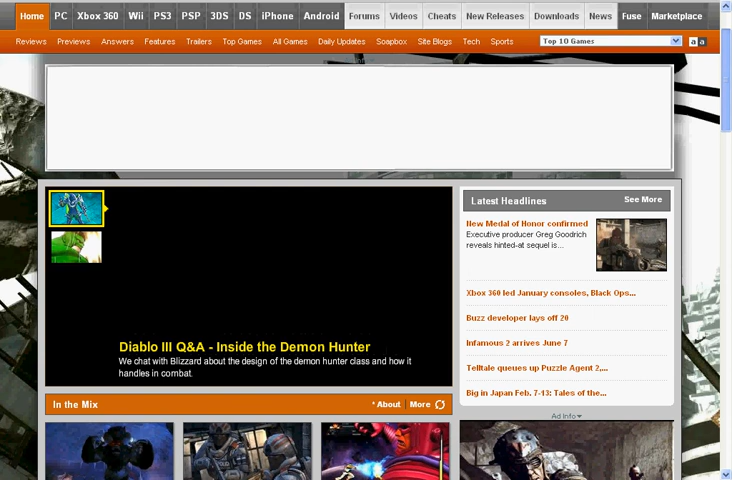 Home PC Xbox 360 Wii PS3 PSP 3DS DS iPhone Android Forums Videos Cheats New Releases Downloads News Fuse Marketplace
Reviews Previews Answers Features Trailers Top Games All Games Daily Updates Soapbox Site Blogs Tech Sports Top 10 Games a a
Latest Headlines See More
New Medal of Honor confirmed
Executive producer Greg Goodrich
reveals hinted-at sequel is...
Xbox 360 led January consoles, Black Ops...
Buzz developer lays off 20
Infamous 2 arrives June 7
Telltale queues up Puzzle Agent 2,...
Big in Japan Feb. 7-13: Tales of the...
Diablo III Q&A - Inside the Demon Hunter
We chat with Blizzard about the design of the demon hunter class and how it
handles in combat.
In the Mix * About More
Ad Info